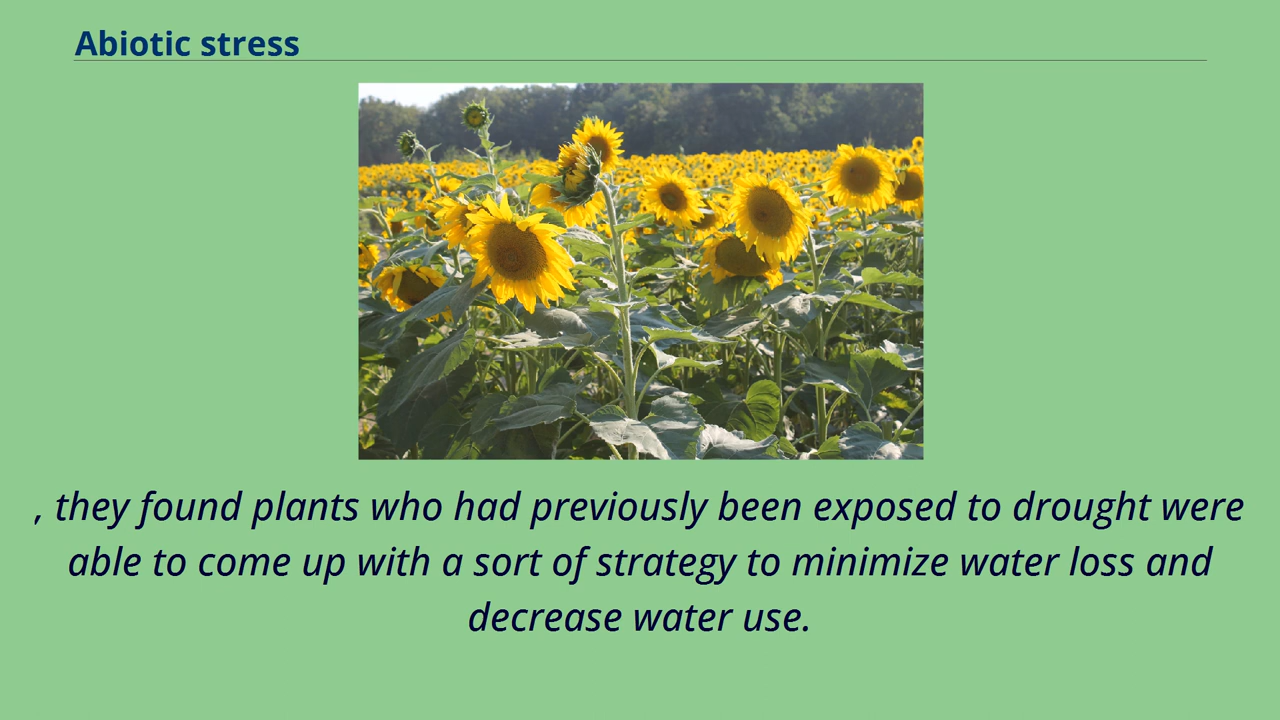 Abiotic stress
, they found plants who had previously been exposed to drought were
able to come up with a sort of strategy to minimize water loss and
decrease water use.